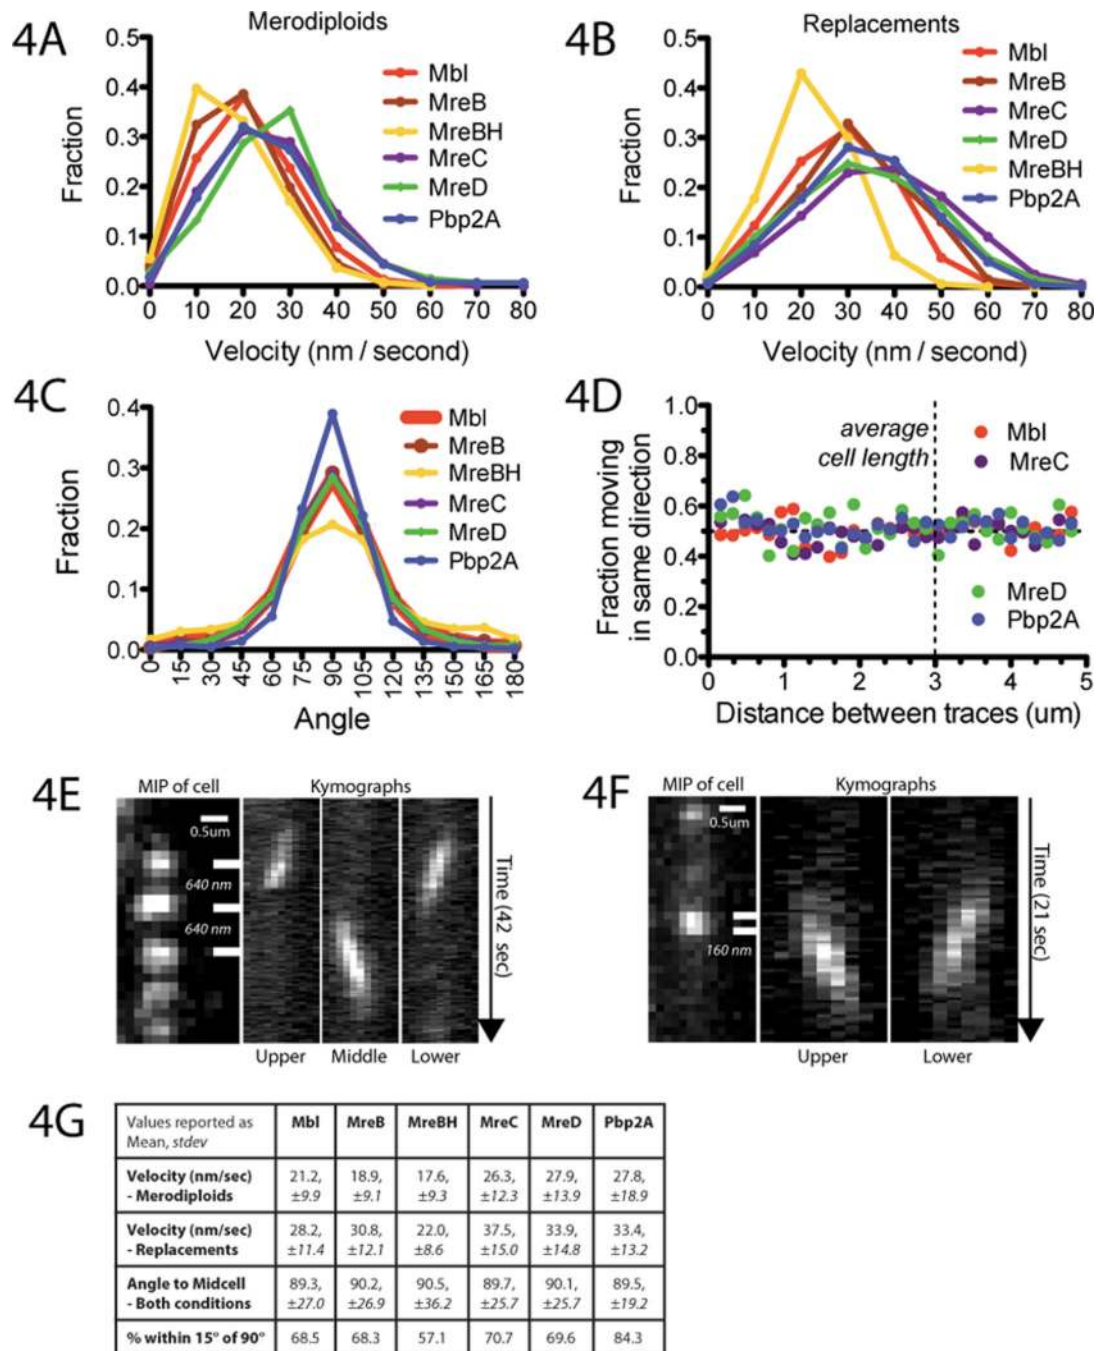 4A
Merodiploids
Fraction
0.5
0.4
0.3
0.2
0.1
0.0
0 10 20 30 40 50 60 70 80
Velocity (nm / second)
Mbl
MreB
MreBH
MreC
MreD
Pbp2A
4B
Replacements
Fraction
0.5
0.4
0.3
0.2
0.1
0.0
0 10 20 30 40 50 60 70 80
Velocity (nm / second)
Mbl
MreB
MreC
MreD
MreBH
Pbp2A
4C
Fraction
0.4
0.3
0.2
0.1
0.0
0 15 30 45 60 75 90 105 120 135 150 165 180
Angle
Mbl
MreB
MreBH
MreC
MreD
Pbp2A
4D
Fraction moving
in same direction
1.0
0.8
0.6
0.4
0.2
0.0
0 1 2 3 4 5
Distance between traces (um)
average
cell length
Mbl
MreC
MreD
Pbp2A
4E
MIP of cell
Kymographs
0.5um
640 nm
640 nm
Upper Middle Lower
Time (42 sec)
4F
MIP of cell
Kymographs
0.5um
160 nm
Upper Lower
Time (21 sec)
4G
Values reported as Mbl MreB MreBH MreC MreD Pbp2A
Mean, stdev
Velocity (nm/sec) 21.2, 18.9, 17.6, 26.3, 27.9, 27.8,
- Merodiploids ±9.9 ±9.1 ±9.3 ±12.3 ±13.9 ±18.9
Velocity (nm/sec) 28.2, 30.8, 22.0, 37.5, 33.9, 33.4,
- Replacements ±11.4 ±12.1 ±8.6 ±15.0 ±14.8 ±13.2
Angle to Midcell 89.3, 90.2, 90.5, 89.7, 90.1, 89.5,
- Both conditions ±27.0 ±26.9 ±36.2 ±25.7 ±25.7 ±19.2
% within 15° of 90° 68.5 68.3 57.1 70.7 69.6 84.3